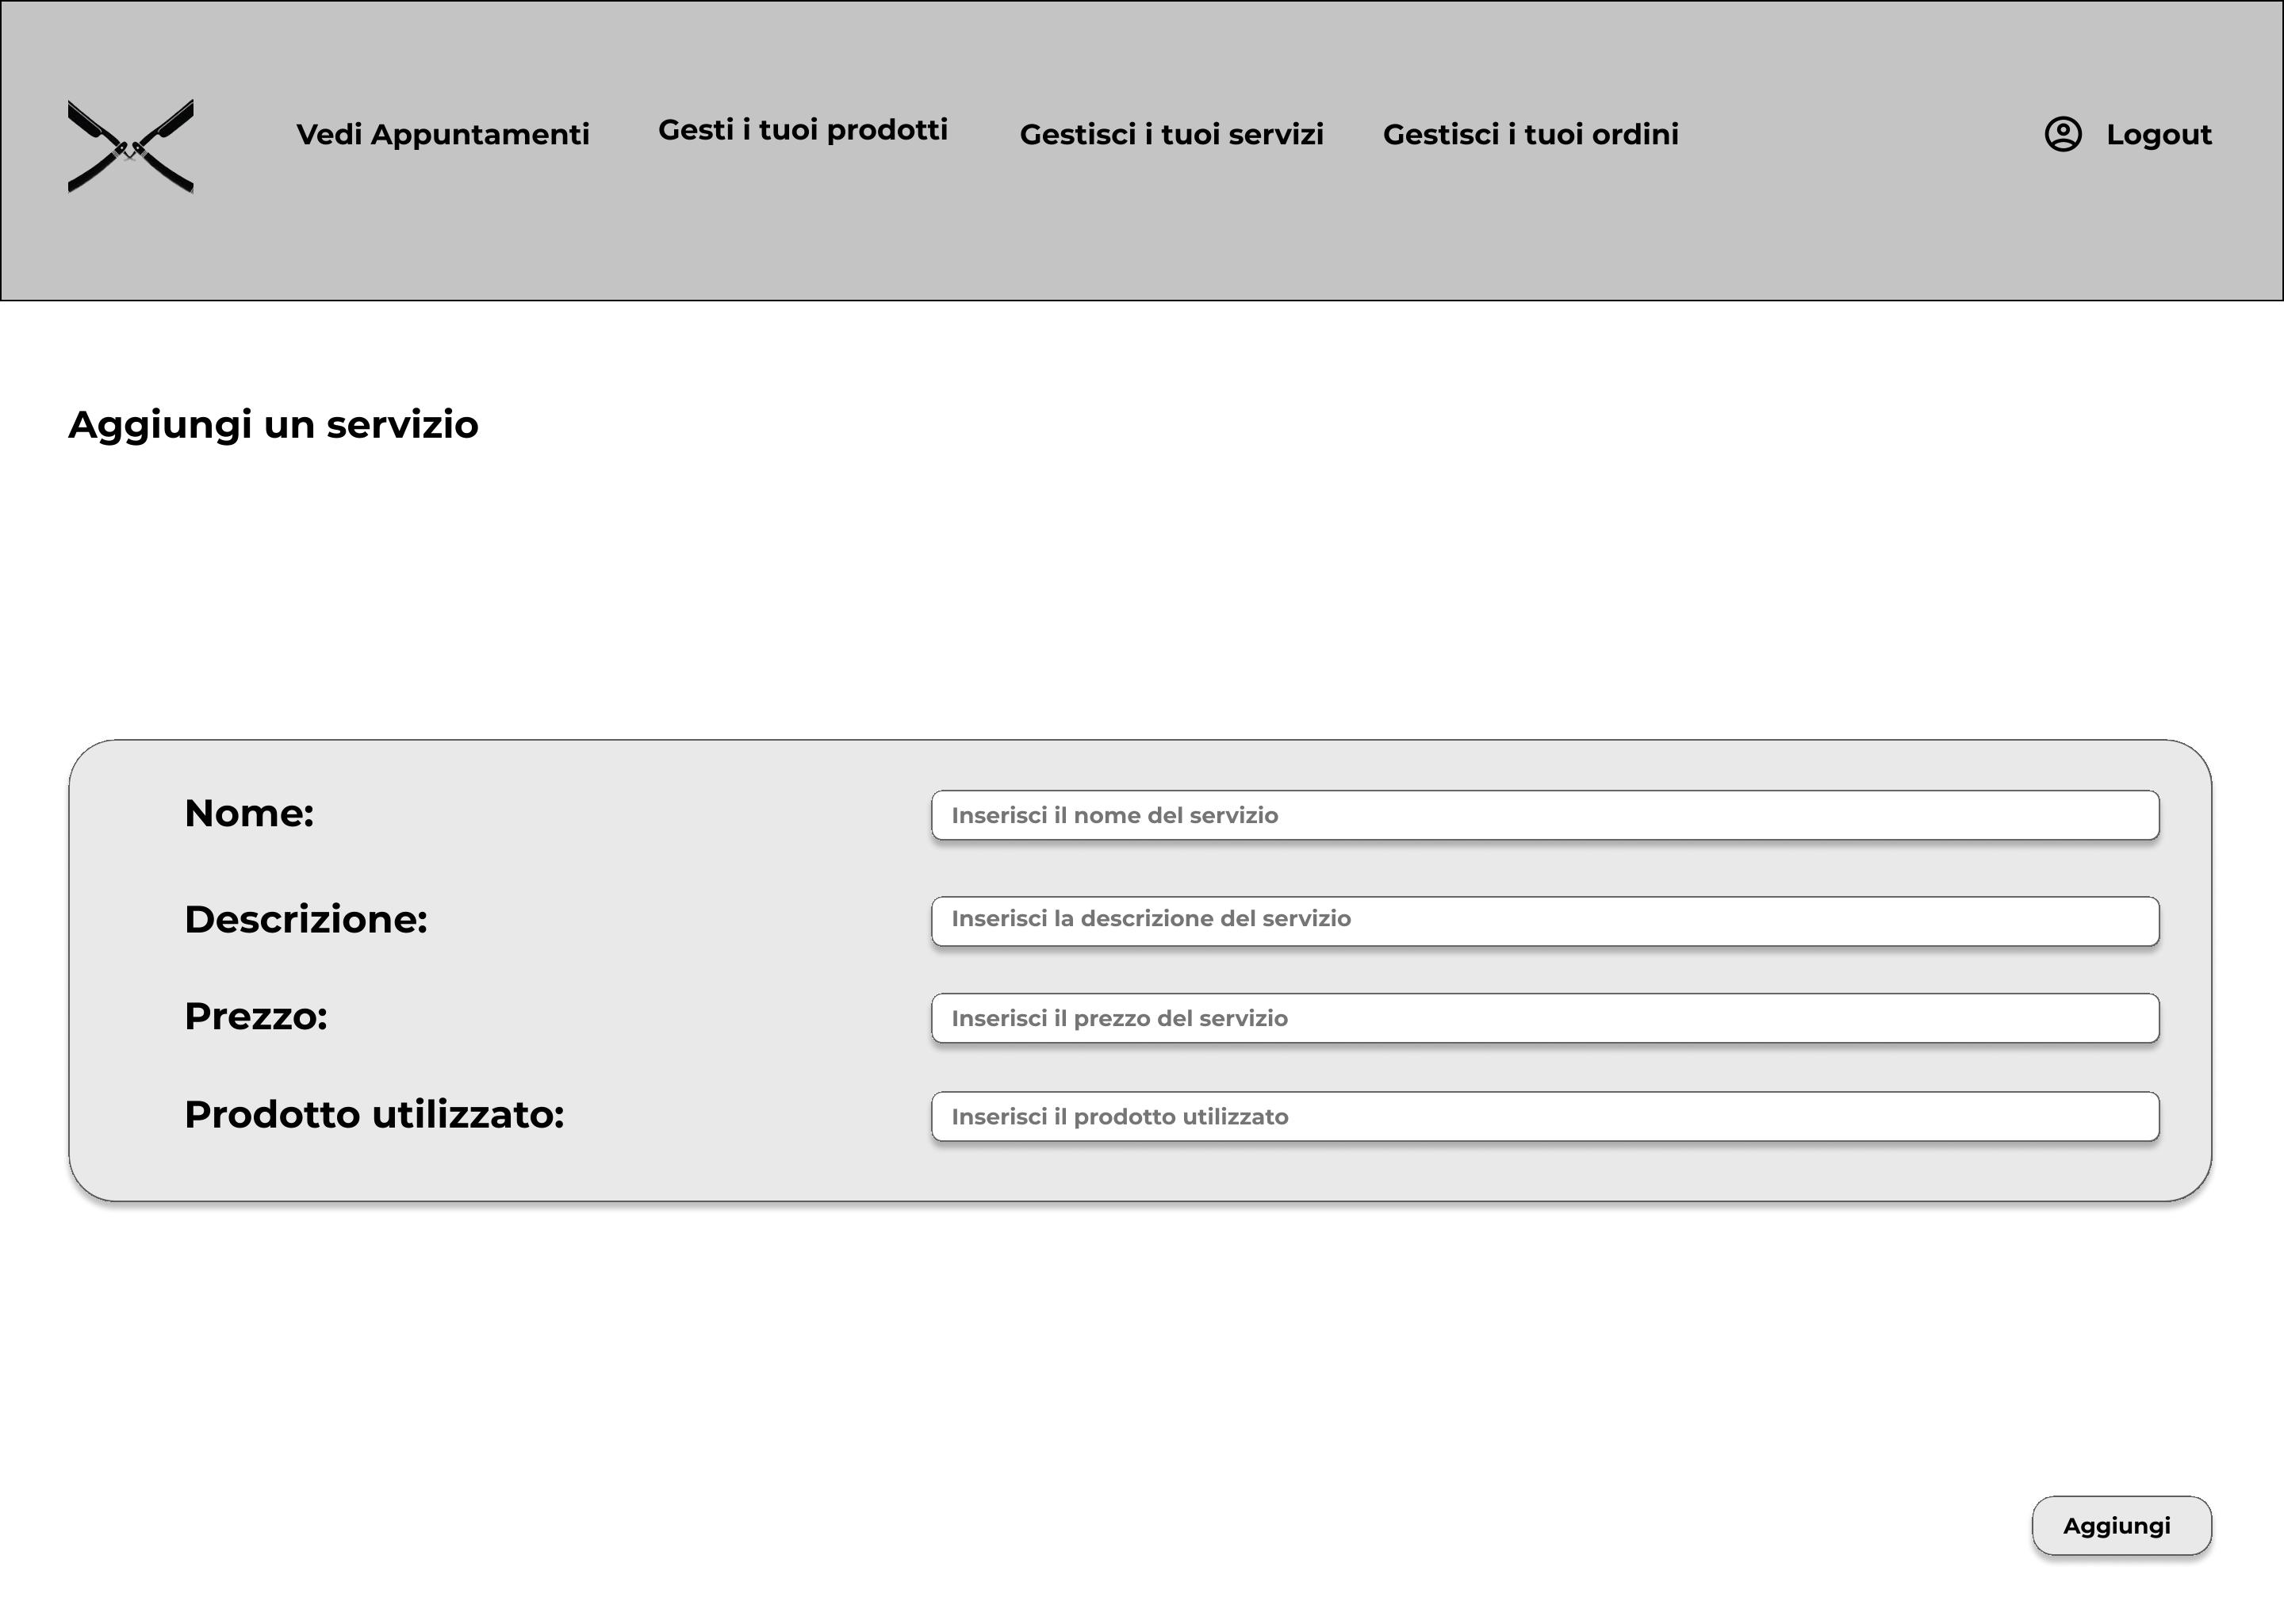 Vedi Appuntamenti
Gesti i tuoi prodotti
Gestisci i tuoi servizi
Gestisci i tuoi ordini
Logout
Aggiungi un servizio
Nome:
Inserisci il nome del servizio
Descrizione:
Inserisci la descrizione del servizio
Prezzo:
Inserisci il prezzo del servizio
Prodotto utilizzato:
Inserisci il prodotto utilizzato
Aggiungi